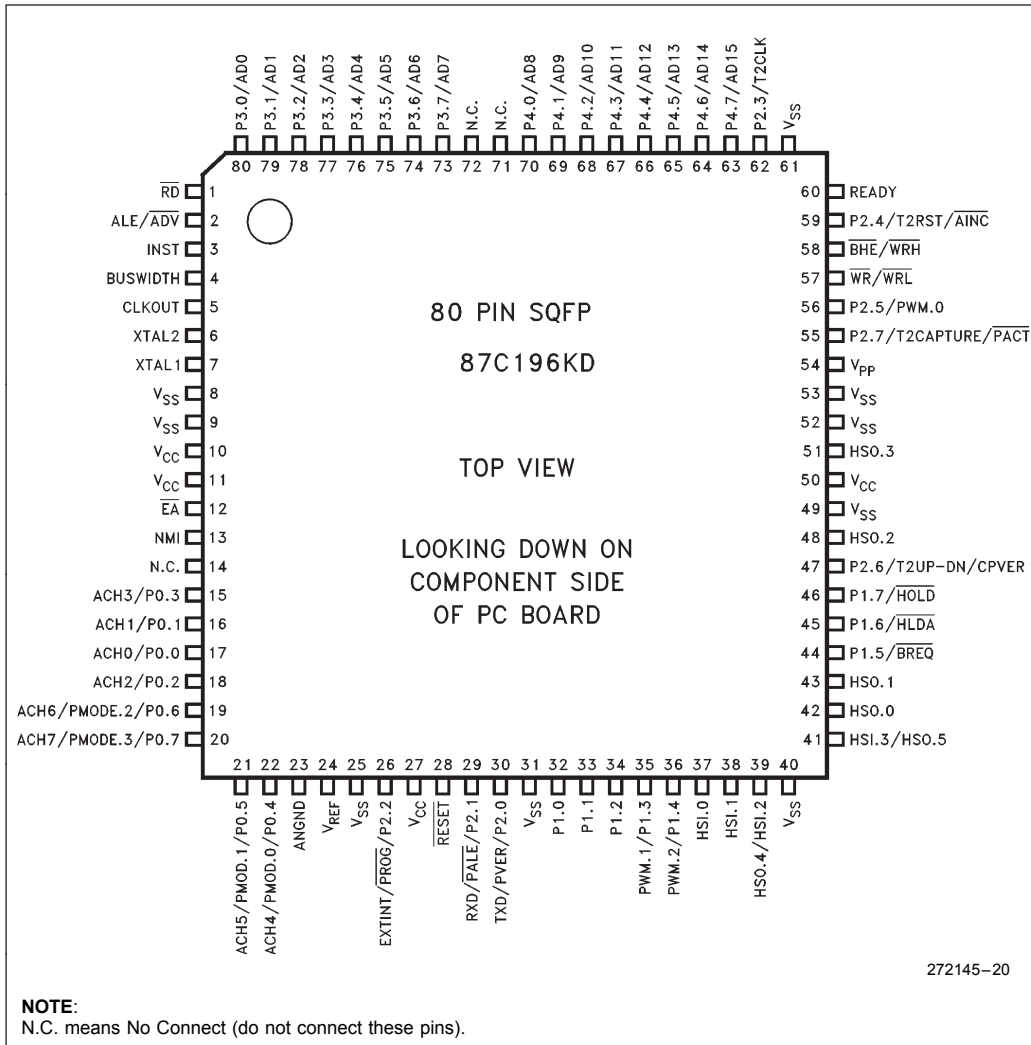 P3.0/AD0
P3.1/AD1
P3.2/AD2
P3.3/AD3
P3.4/AD4
P3.5/AD5
P3.6/AD6
P3.7/AD7
N.C.
N.C.
P4.0/AD8
P4.1/AD9
P4.2/AD10
P4.3/AD11
P4.4/AD12
P4.5/AD13
P4.6/AD14
P4.7/AD15
P2.3/T2CLK
VSS
80 79 78 77 76 75 74 73 72 71 70 69 68 67 66 65 64 63 62 61
RD 1
ALE/ADV 2
INST 3
BUSWIDTH 4
CLKOUT 5
XTAL2 6
XTAL1 7
VSS 8
VSS 9
VCC 10
VCC 11
EA 12
NMI 13
N.C. 14
ACH3/P0.3 15
ACH1/P0.1 16
ACH0/P0.0 17
ACH2/P0.2 18
ACH6/PMODE.2/P0.6 19
ACH7/PMODE.3/P0.7 20
80 PIN SQFP
87C196KD
TOP VIEW
LOOKING DOWN ON
COMPONENT SIDE
OF PC BOARD
60 READY
59 P2.4/T2RST/AINC
58 BHE/WRH
57 WR/WRL
56 P2.5/PWM.0
55 P2.7/T2CAPTURE/PACT
54 VPP
53 VSS
52 VSS
51 HSO.3
50 VCC
49 VSS
48 HSO.2
47 P2.6/T2UP-DN/CPVER
46 P1.7/HOLD
45 P1.6/HLDA
44 P1.5/BREQ
43 HSO.1
42 HSO.0
41 HSI.3/HSO.5
21 22 23 24 25 26 27 28 29 30 31 32 33 34 35 36 37 38 39 40
ACH5/PMOD.1/P0.5
ACH4/PMOD.0/P0.4
ANGND
VREF
VSS
EXTINT/PROG/P2.2
VCC
RESET
RXD/PALE/P2.1
TXD/PVER/P2.0
VSS
P1.0
P1.1
P1.2
PWM.1/P1.3
PWM.2/P1.4
HSI.0
HSI.1
HSO.4/HSI.2
VSS
272145–20
NOTE:
N.C. means No Connect (do not connect these pins).